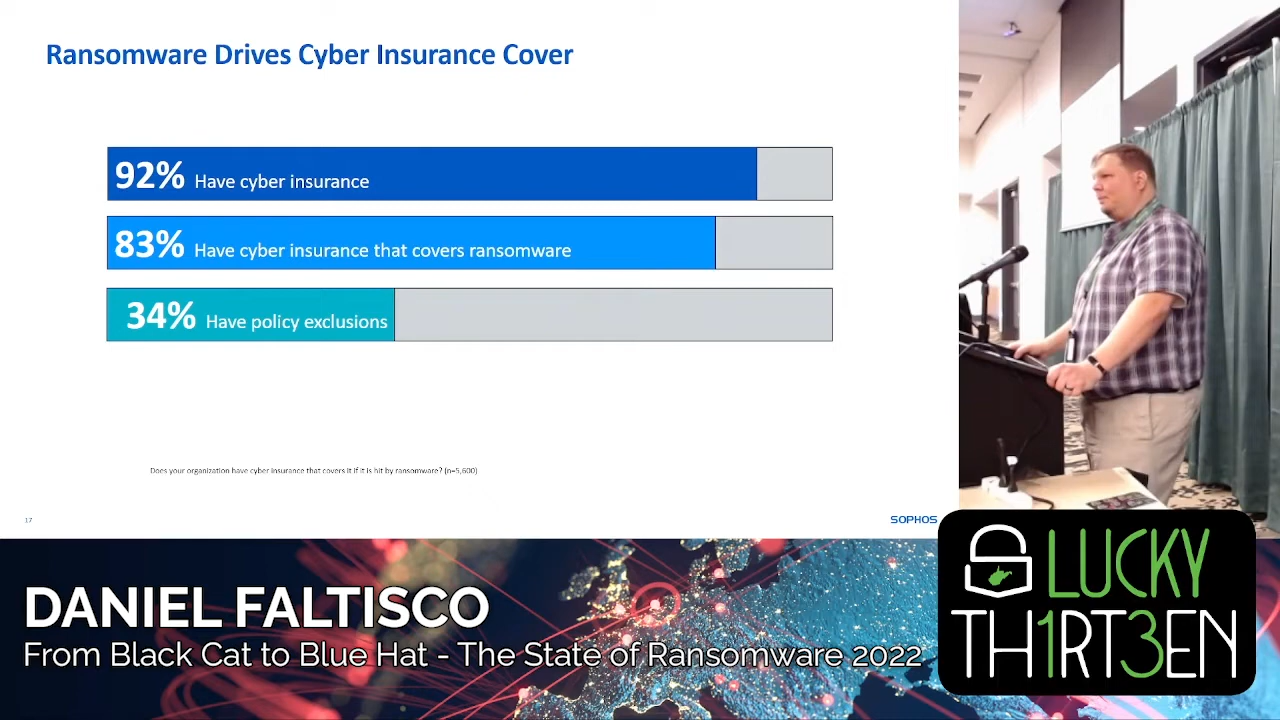 Ransomware Drives Cyber Insurance Cover
92% Have cyber insurance
83% Have cyber insurance that covers ransomware
34% Have policy exclusions
Does your organization have cyber insurance that covers it if it is hit by ransomware? (n=5,600)
17
SOPHOS
DANIEL FALTISCO
From Black Cat to Blue Hat - The State of Ransomware 2022
LUCKY
TH1RT3EN